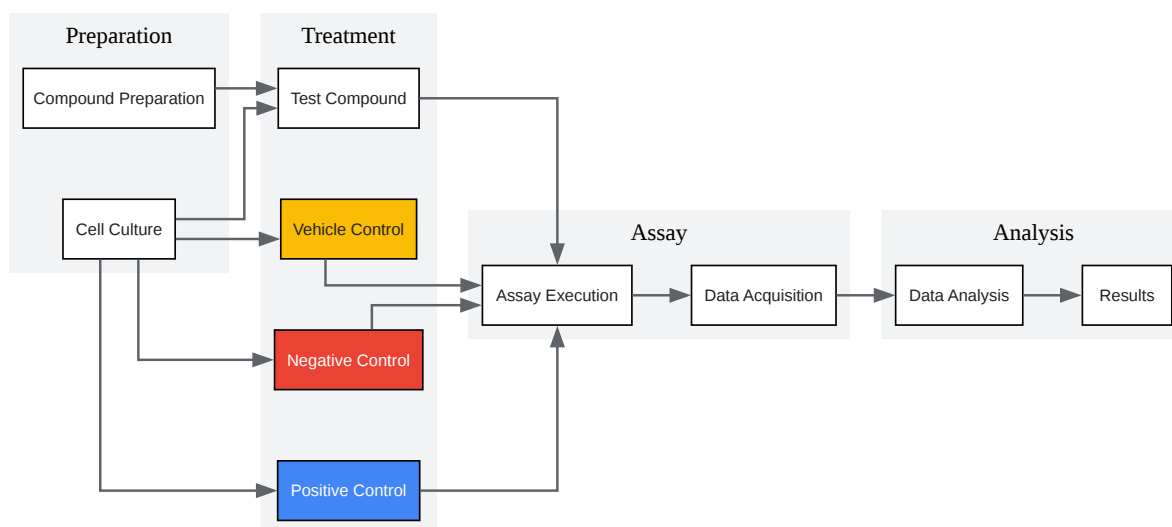 Preparation
Compound Preparation
Cell Culture
Treatment
Test Compound
Vehicle Control
Negative Control
Positive Control
Assay
Assay Execution
Data Acquisition
Analysis
Data Analysis
Results